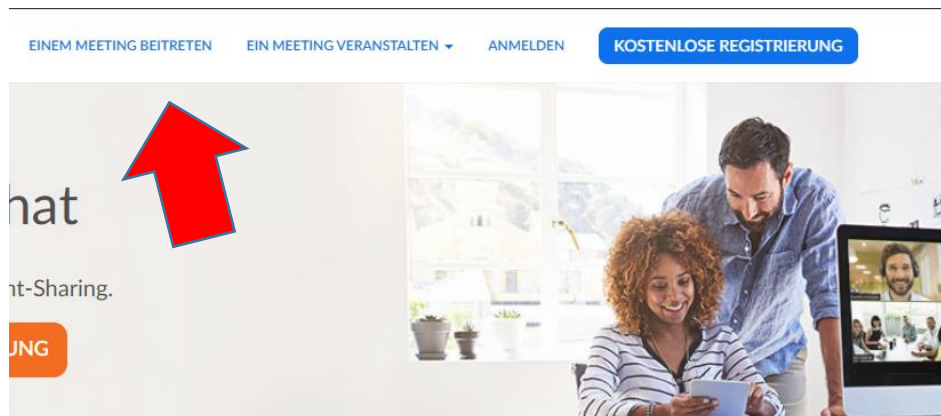 EINEM MEETING BEITRETEN EIN MEETING VERANSTALTEN ANMELDEN KOSTENLOSE REGISTRIERUNG
hat
nt-Sharing.
UNG